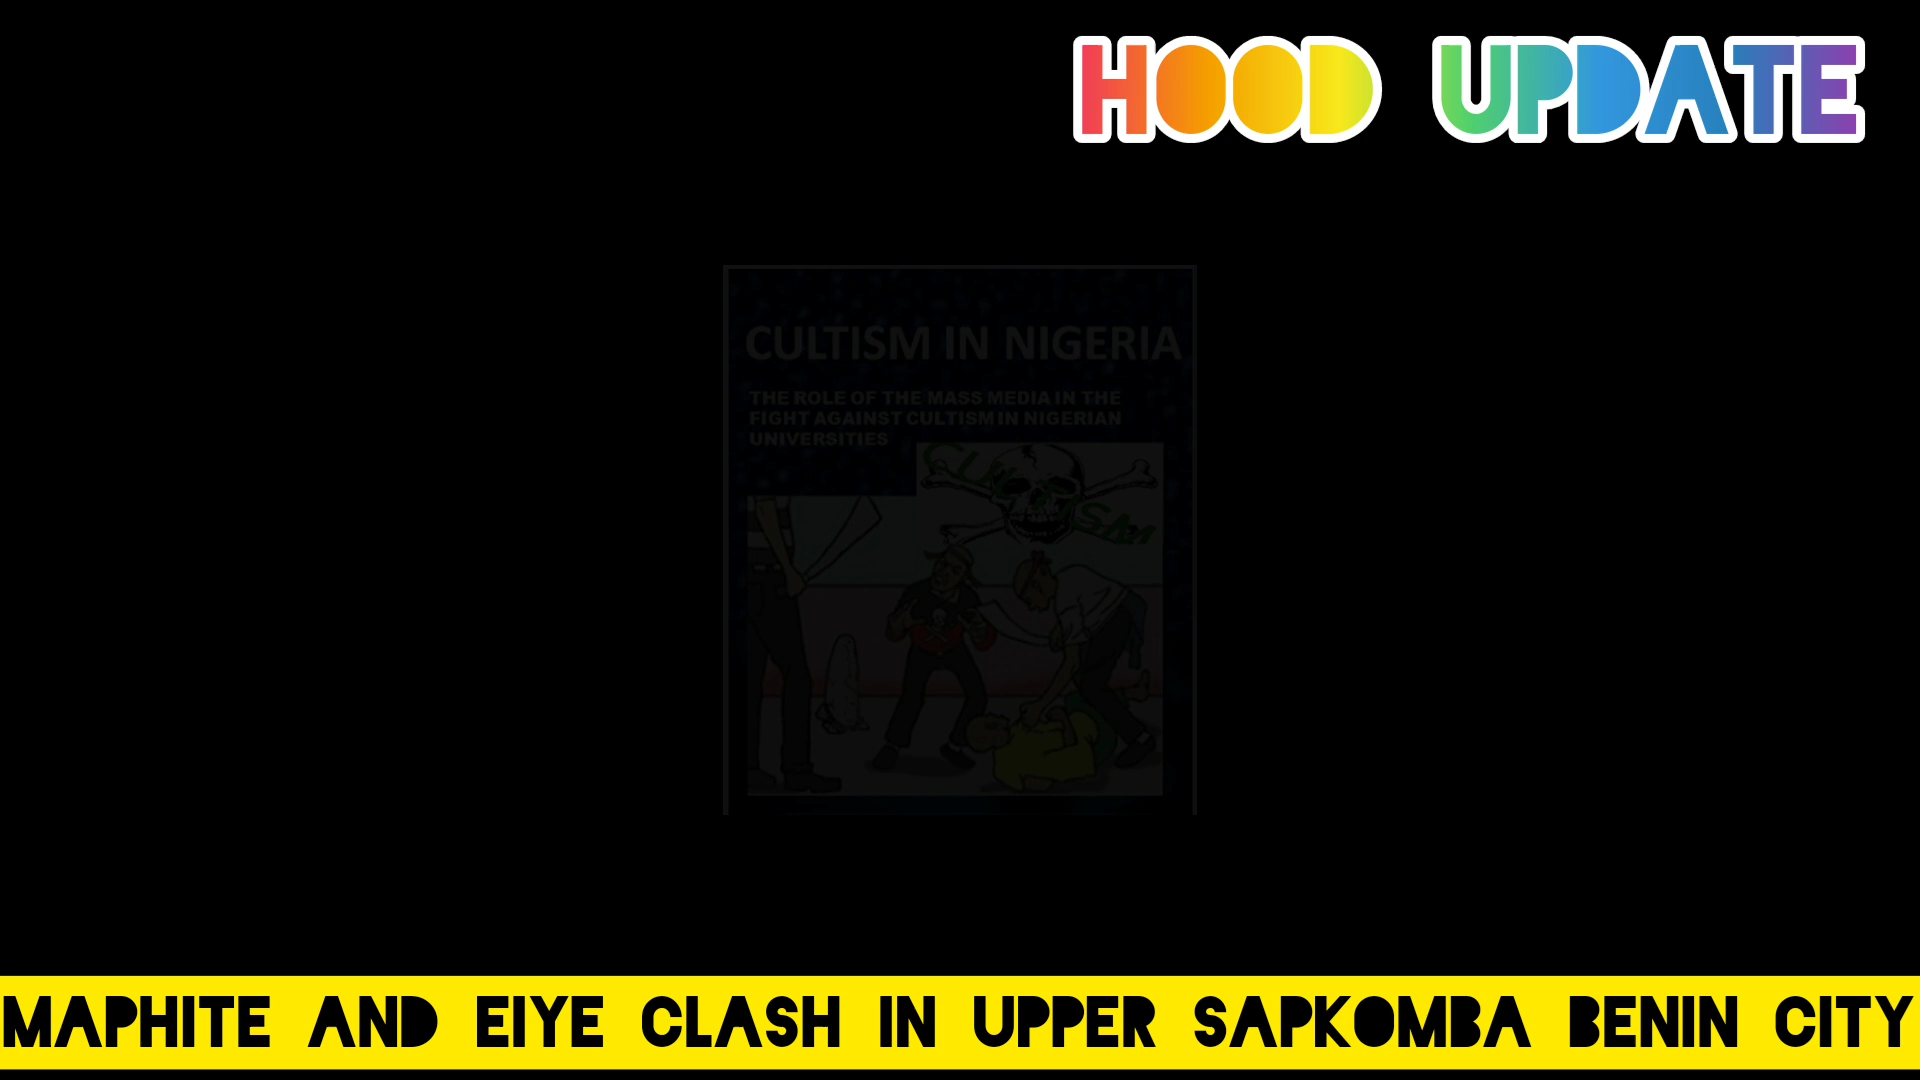 HOOD UPDATE
CULTISM IN NIGERIA
THE ROLE OF THE MASS MEDIA IN THE
FIGHT AGAINST CULTISM IN NIGERIAN
UNIVERSITIES
CULTISM
MAPHITE AND EIYE CLASH IN UPPER SAPKOMBA BENIN CITY